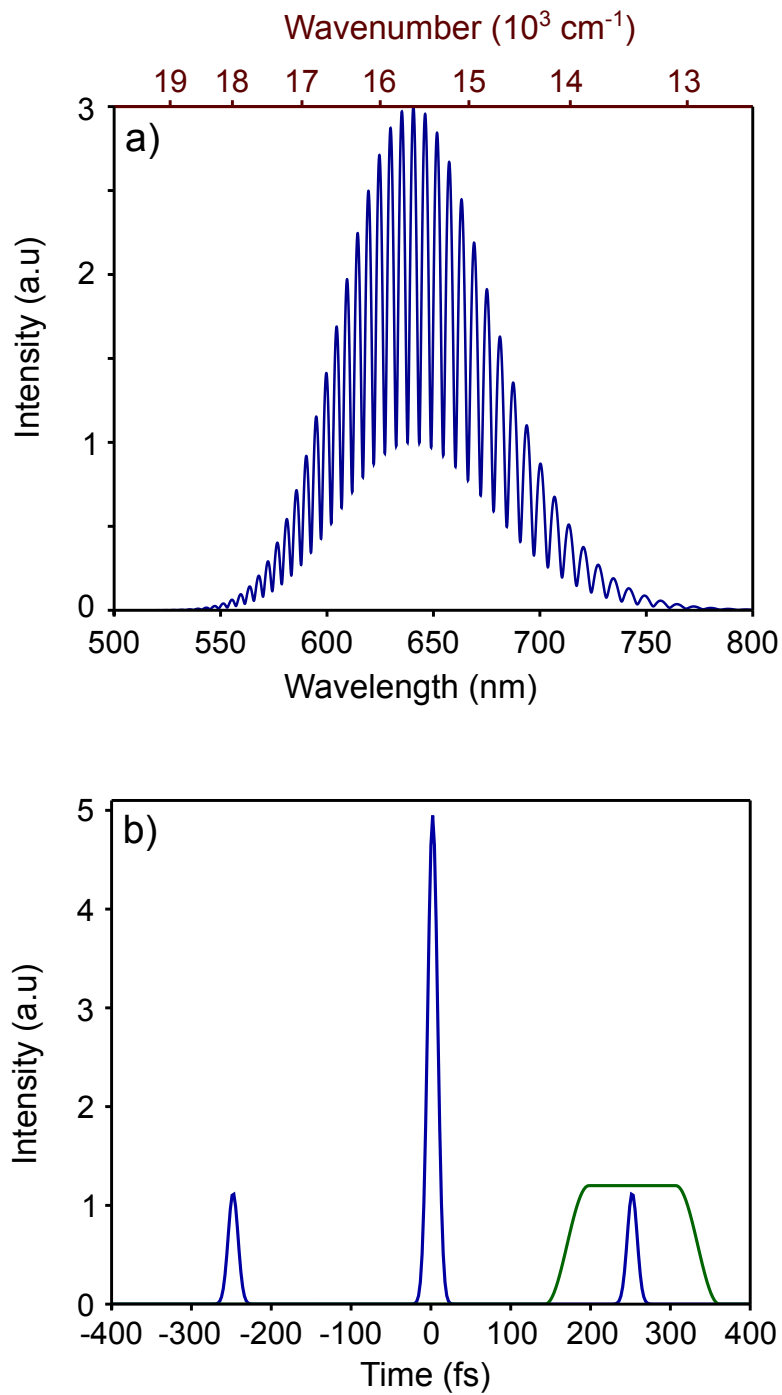 Wavenumber (10³ cm⁻¹)
19 18 17 16 15 14 13
a)
3
2
1
0
Intensity (a.u)
500 550 600 650 700 750 800
Wavelength (nm)
b)
5
4
3
2
1
0
Intensity (a.u)
-400 -300 -200 -100 0 100 200 300 400
Time (fs)